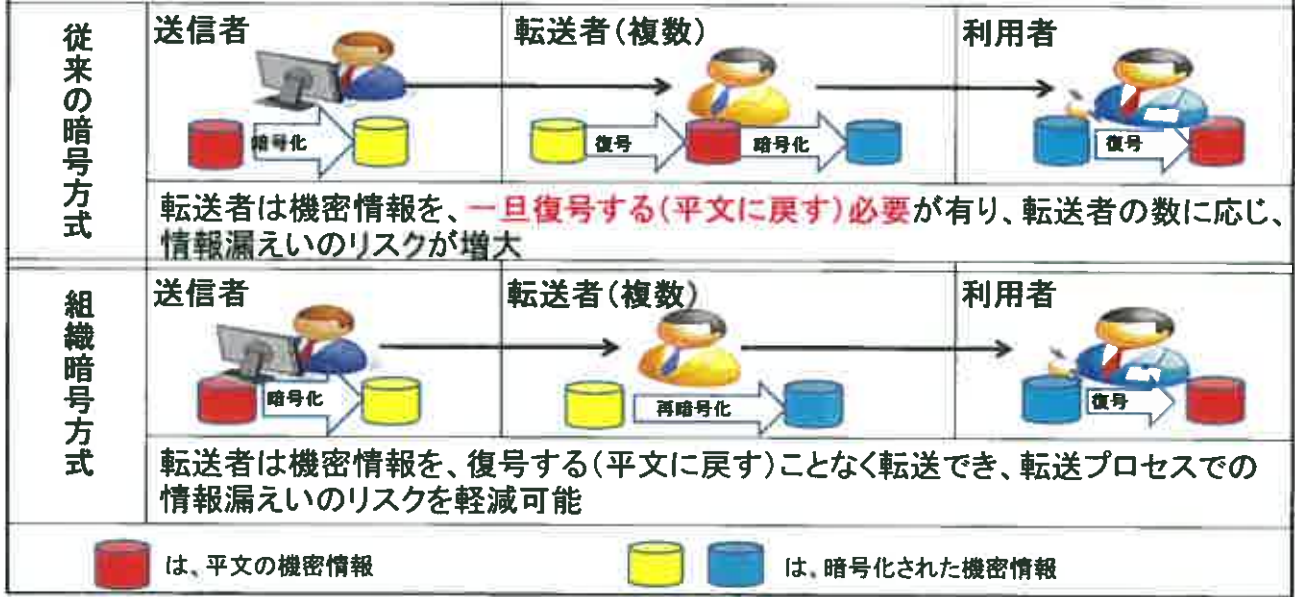 従来の暗号方式
送信者
転送者(複数)
利用者
暗号化
復号
暗号化
復号
転送者は機密情報を、一旦復号する(平文に戻す)必要が有り、転送者の数に応じ、
情報漏えいのリスクが増大
組織暗号方式
送信者
転送者(複数)
利用者
暗号化
再暗号化
復号
転送者は機密情報を、復号する(平文に戻す)ことなく転送でき、転送プロセスでの
情報漏えいのリスクを軽減可能
は、平文の機密情報
は、暗号化された機密情報